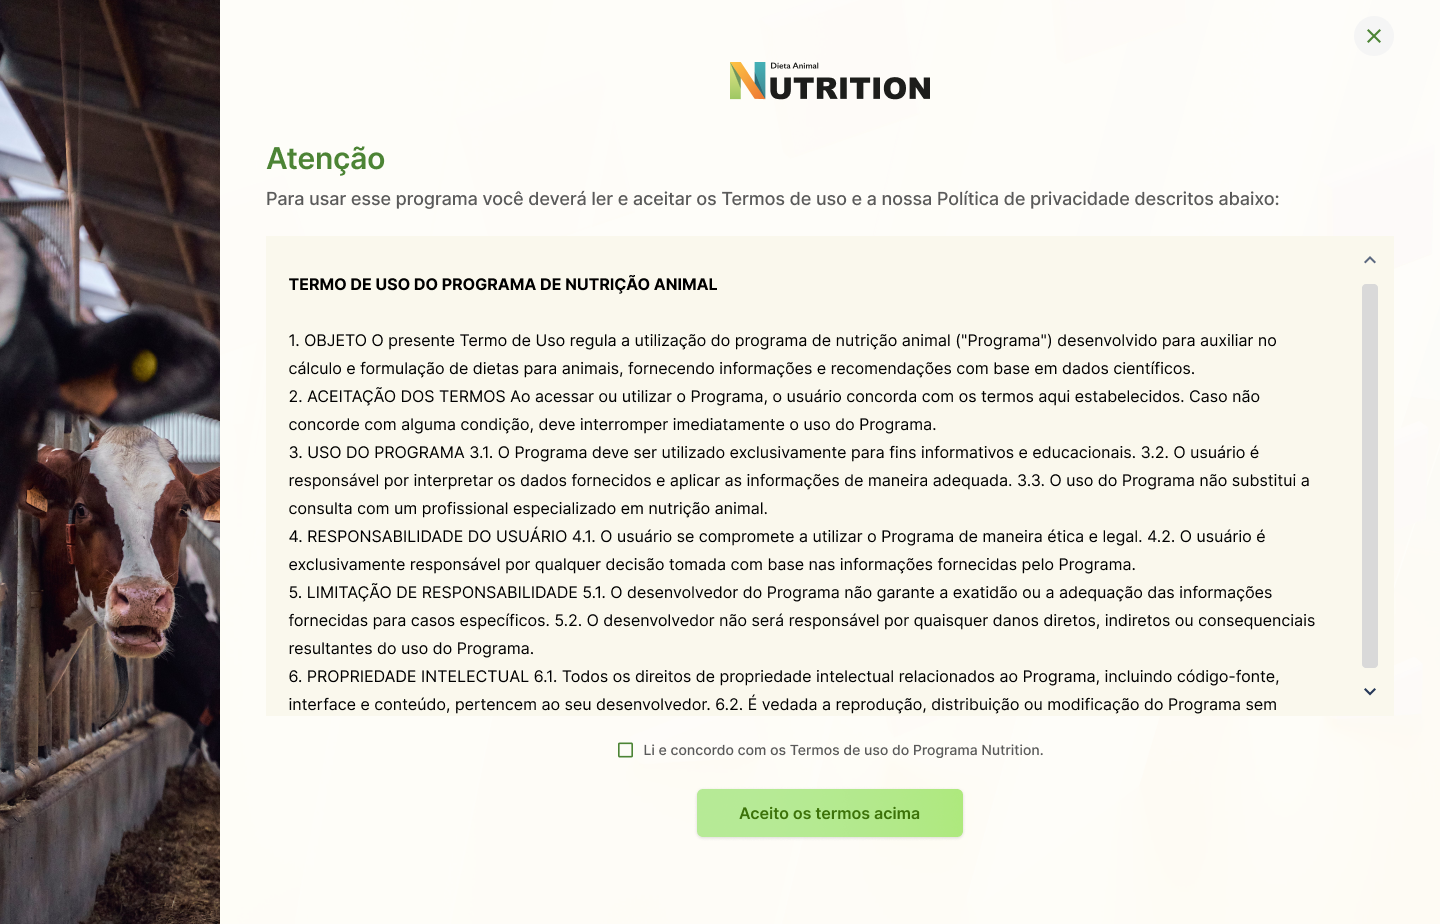 Dieta Animal
NUTRITION
Atenção
Para usar esse programa você deverá ler e aceitar os Termos de uso e a nossa Política de privacidade descritos abaixo:
TERMO DE USO DO PROGRAMA DE NUTRIÇÃO ANIMAL
1. OBJETO O presente Termo de Uso regula a utilização do programa de nutrição animal ("Programa") desenvolvido para auxiliar no
cálculo e formulação de dietas para animais, fornecendo informações e recomendações com base em dados científicos.
2. ACEITAÇÃO DOS TERMOS Ao acessar ou utilizar o Programa, o usuário concorda com os termos aqui estabelecidos. Caso não
concorde com alguma condição, deve interromper imediatamente o uso do Programa.
3. USO DO PROGRAMA 3.1. O Programa deve ser utilizado exclusivamente para fins informativos e educacionais. 3.2. O usuário é
responsável por interpretar os dados fornecidos e aplicar as informações de maneira adequada. 3.3. O uso do Programa não substitui a
consulta com um profissional especializado em nutrição animal.
4. RESPONSABILIDADE DO USUÁRIO 4.1. O usuário se compromete a utilizar o Programa de maneira ética e legal. 4.2. O usuário é
exclusivamente responsável por qualquer decisão tomada com base nas informações fornecidas pelo Programa.
5. LIMITAÇÃO DE RESPONSABILIDADE 5.1. O desenvolvedor do Programa não garante a exatidão ou a adequação das informações
fornecidas para casos específicos. 5.2. O desenvolvedor não será responsável por quaisquer danos diretos, indiretos ou consequenciais
resultantes do uso do Programa.
6. PROPRIEDADE INTELECTUAL 6.1. Todos os direitos de propriedade intelectual relacionados ao Programa, incluindo código-fonte,
interface e conteúdo, pertencem ao seu desenvolvedor. 6.2. É vedada a reprodução, distribuição ou modificação do Programa sem
Li e concordo com os Termos de uso do Programa Nutrition.
Aceito os termos acima